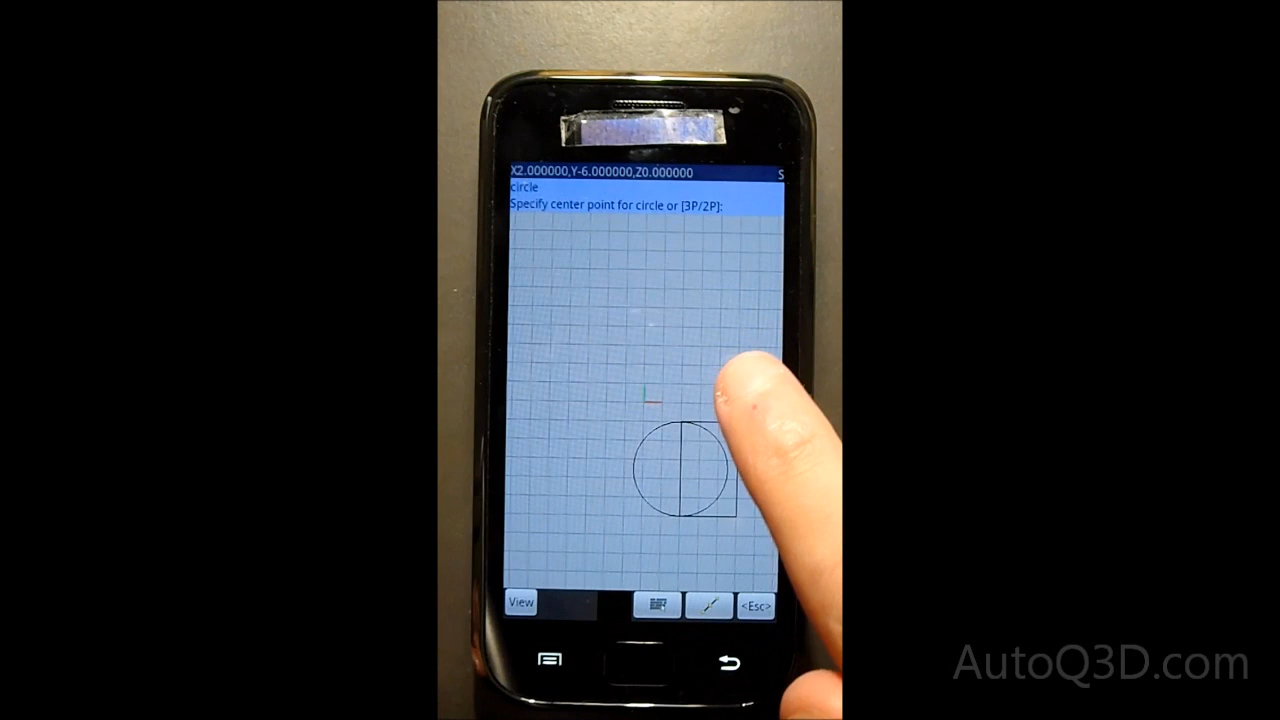 X2.000000,Y-6.000000,Z0.000000 S
circle
Specify center point for circle or [3P/2P]:
View <Esc>
AutoQ3D.com